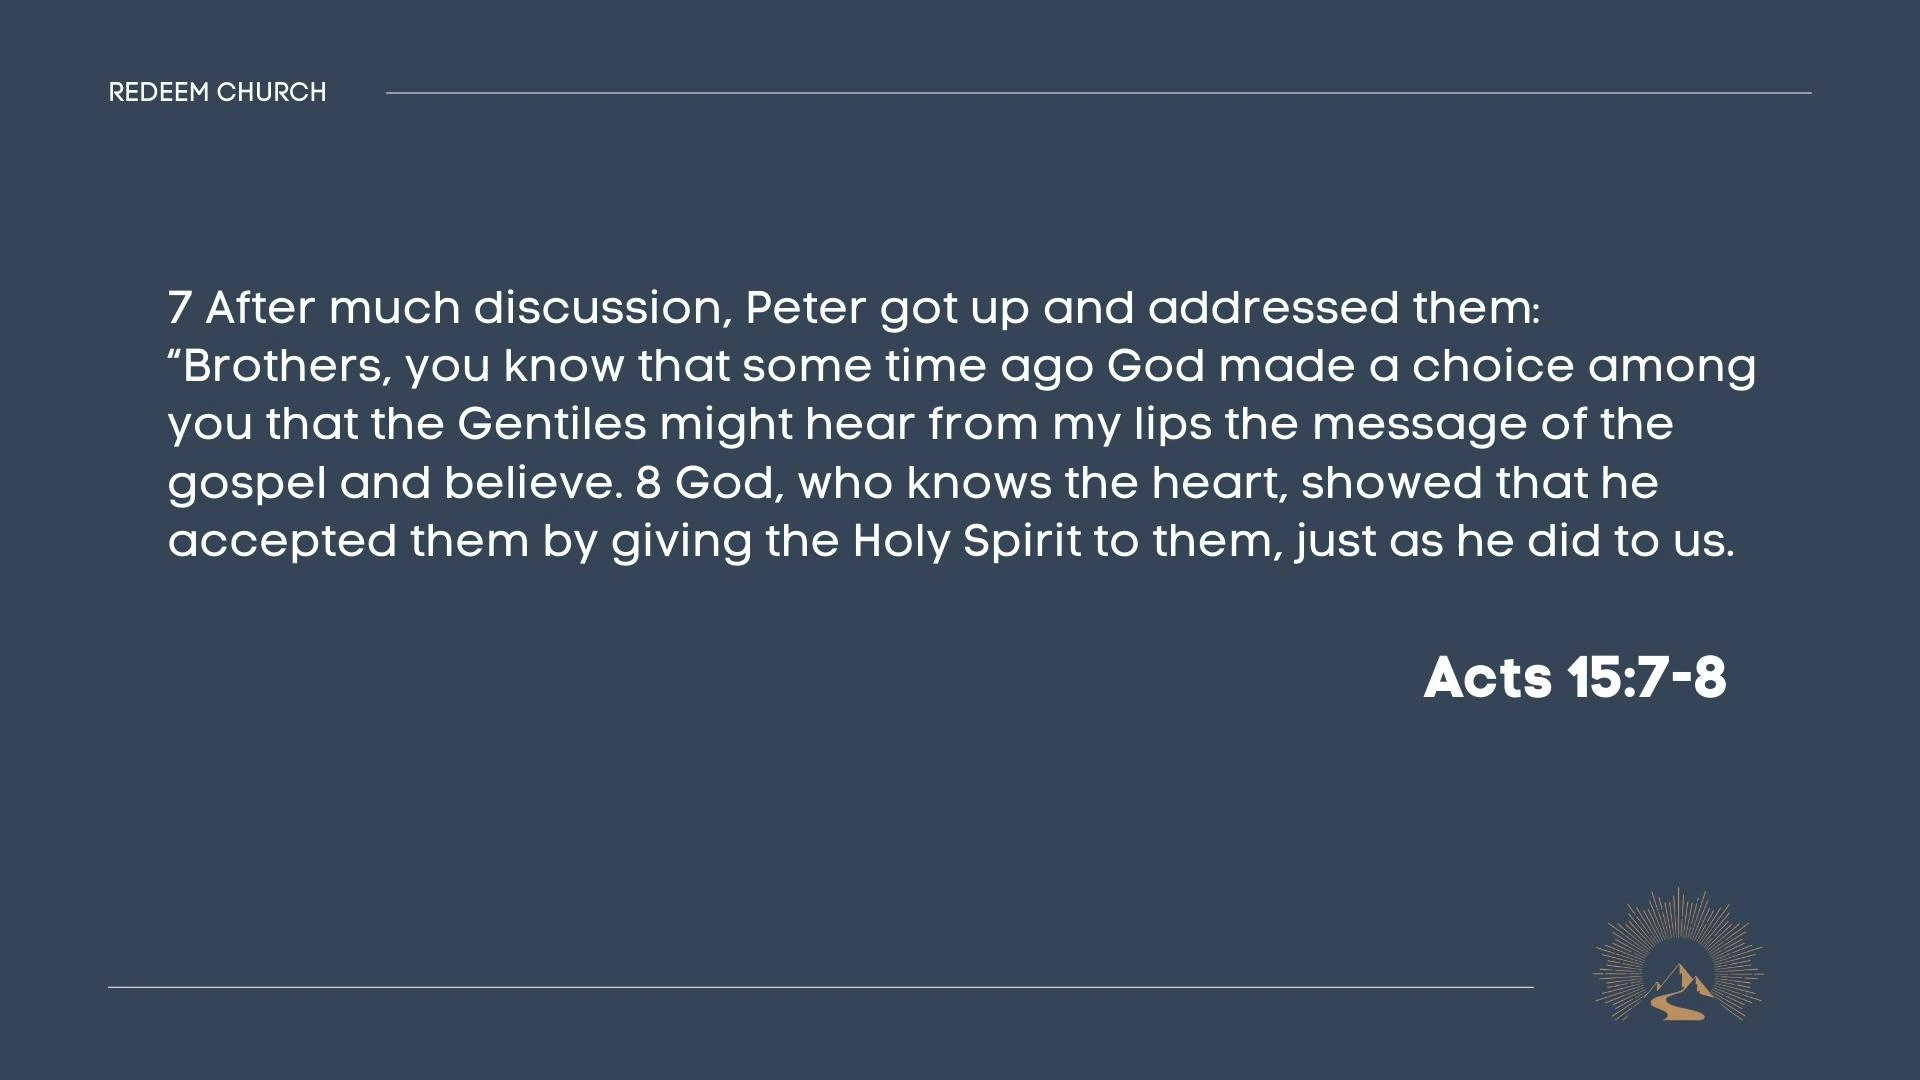 REDEEM CHURCH
7 After much discussion, Peter got up and addressed them:
“Brothers, you know that some time ago God made a choice among
you that the Gentiles might hear from my lips the message of the
gospel and believe. 8 God, who knows the heart, showed that he
accepted them by giving the Holy Spirit to them, just as he did to us.
Acts 15:7-8